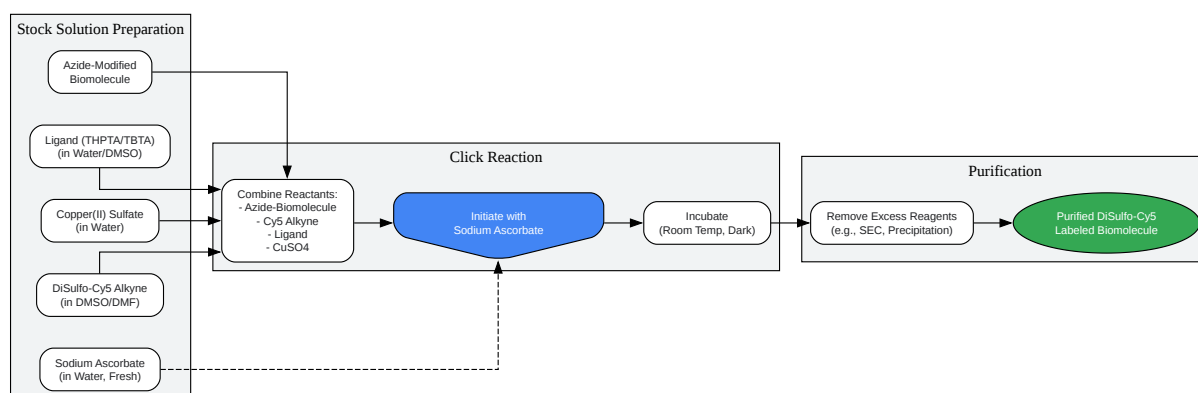 Stock Solution Preparation
Azide-Modified
Biomolecule
Ligand (THPTA/TBTA)
(in Water/DMSO)
Copper(II) Sulfate
(in Water)
DiSulfo-Cy5 Alkyne
(in DMSO/DMF)
Sodium Ascorbate
(in Water, Fresh)
Click Reaction
Combine Reactants:
- Azide-Biomolecule
- Cy5 Alkyne
- Ligand
- CuSO4
Initiate with
Sodium Ascorbate
Incubate
(Room Temp, Dark)
Purification
Remove Excess Reagents
(e.g., SEC, Precipitation)
Purified DiSulfo-Cy5
Labeled Biomolecule